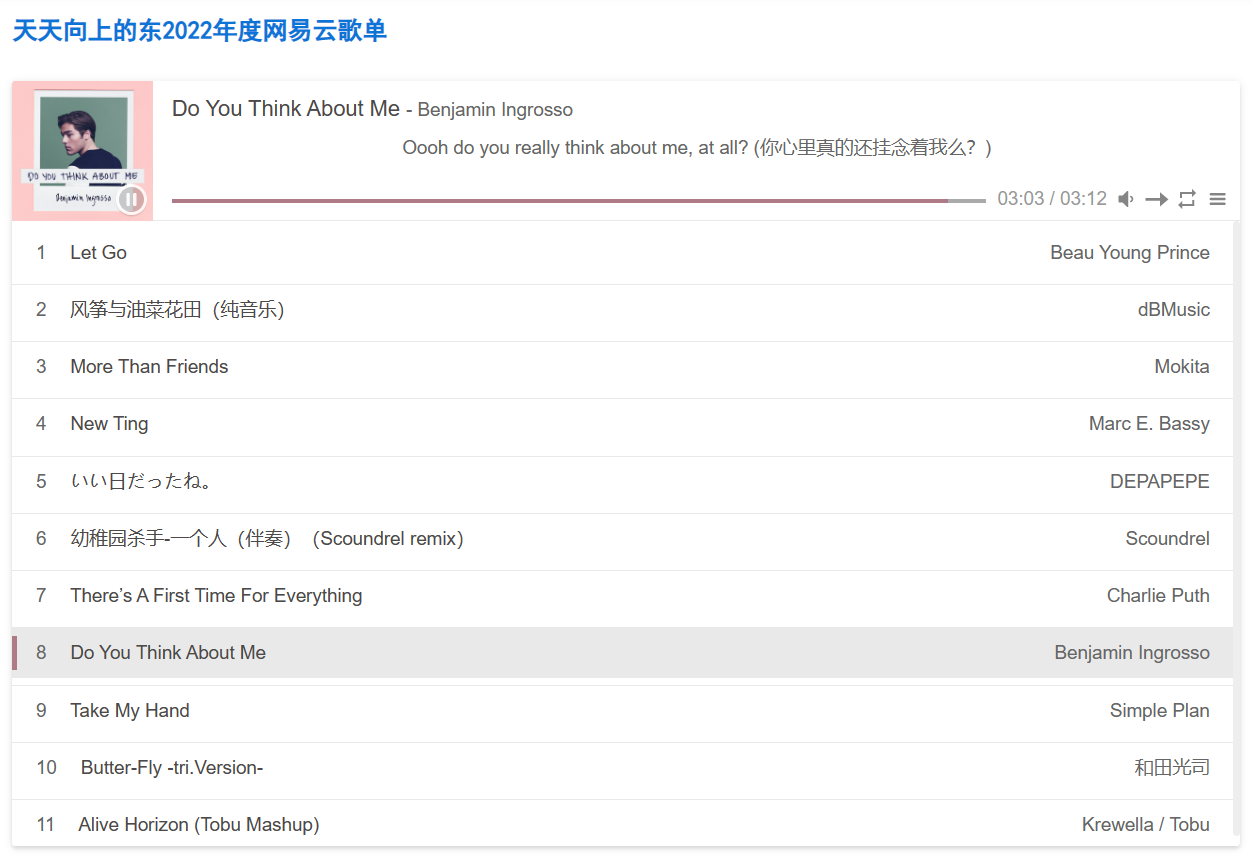 天天向上的东2022年度网易云歌单
DO YOU THINK ABOUT ME
Benjamin Ingrosso
Do You Think About Me - Benjamin Ingrosso
Oooh do you really think about me, at all? (你心里真的还挂念着我么？)
03:03 / 03:12
1 Let Go Beau Young Prince
2 风筝与油菜花田（纯音乐） dBMusic
3 More Than Friends Mokita
4 New Ting Marc E. Bassy
5 いい日だったね。 DEPAPEPE
6 幼稚园杀手-一个人（伴奏）（Scoundrel remix） Scoundrel
7 There’s A First Time For Everything Charlie Puth
8 Do You Think About Me Benjamin Ingrosso
9 Take My Hand Simple Plan
10 Butter-Fly -tri.Version- 和田光司
11 Alive Horizon (Tobu Mashup) Krewella / Tobu